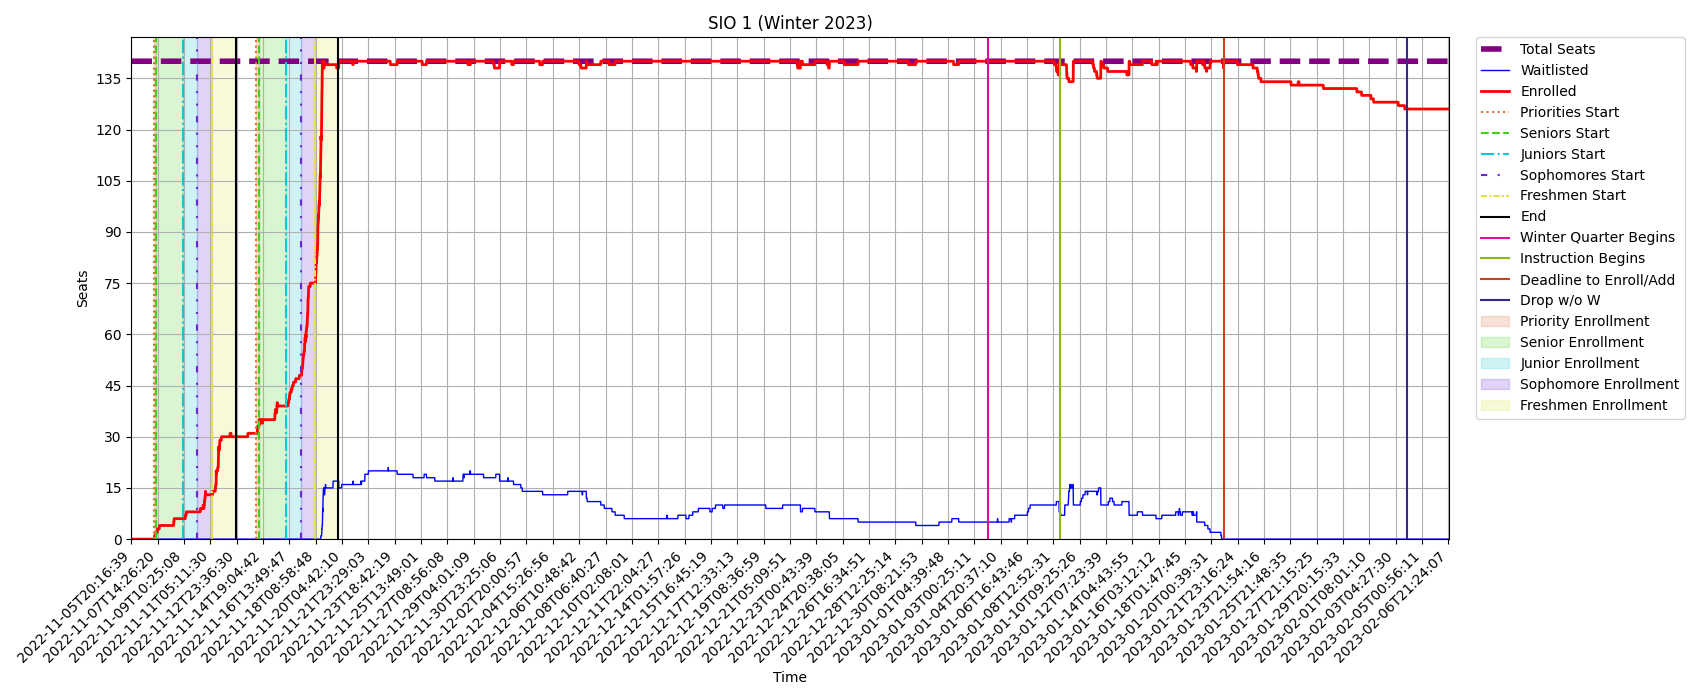 SIO 1 (Winter 2023)
Seats
135
120
105
90
75
60
45
30
15
0
2022-11-05T20:16:39
2022-11-07T14:26:20
2022-11-09T10:25:08
2022-11-11T05:11:30
2022-11-12T23:36:30
2022-11-14T19:04:42
2022-11-16T13:49:47
2022-11-18T08:58:48
2022-11-20T04:42:10
2022-11-21T23:29:03
2022-11-23T18:42:19
2022-11-25T13:49:01
2022-11-27T08:56:08
2022-11-29T04:01:09
2022-11-30T23:25:06
2022-12-02T20:00:57
2022-12-04T15:26:56
2022-12-06T10:48:42
2022-12-08T06:40:27
2022-12-10T02:08:01
2022-12-11T22:04:27
2022-12-14T01:57:26
2022-12-15T16:45:19
2022-12-17T12:33:13
2022-12-19T08:36:59
2022-12-21T05:09:51
2022-12-23T00:43:39
2022-12-24T20:38:05
2022-12-26T16:34:51
2022-12-28T12:25:14
2022-12-30T08:21:53
2023-01-01T04:39:48
2023-01-03T00:25:11
2023-01-04T20:37:10
2023-01-06T16:43:46
2023-01-08T12:52:31
2023-01-10T09:25:26
2023-01-12T07:23:39
2023-01-14T04:43:55
2023-01-16T03:12:12
2023-01-18T01:47:45
2023-01-20T00:39:31
2023-01-21T23:16:24
2023-01-23T21:54:16
2023-01-25T21:48:35
2023-01-27T21:15:25
2023-01-29T20:15:33
2023-02-01T08:01:10
2023-02-03T04:27:30
2023-02-05T00:56:11
2023-02-06T21:24:07
Time
Total Seats
Waitlisted
Enrolled
Priorities Start
Seniors Start
Juniors Start
Sophomores Start
Freshmen Start
End
Winter Quarter Begins
Instruction Begins
Deadline to Enroll/Add
Drop w/o W
Priority Enrollment
Senior Enrollment
Junior Enrollment
Sophomore Enrollment
Freshmen Enrollment